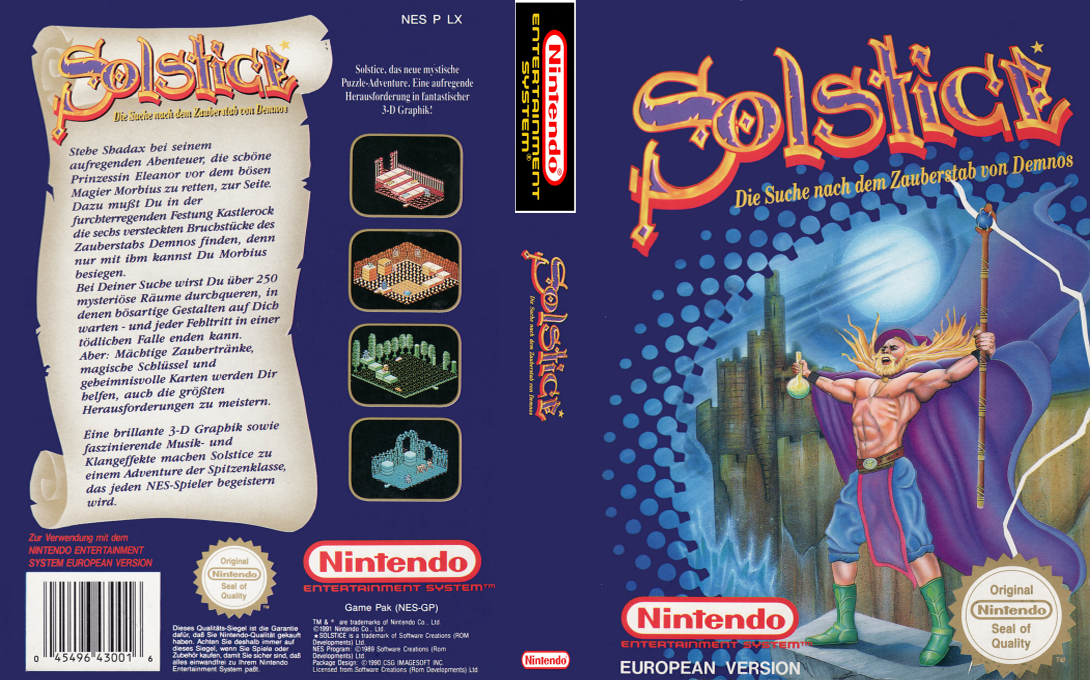 NES P LX
Solstice
Die Suche nach dem Zauberstab von Demnos
Stehe Shadax bei seinem
aufregenden Abenteuer, die schöne
Prinzessin Eleanor vor dem bösen
Magier Morbius zu retten, zur Seite.
Dazu mußt Du in der
furchterregenden Festung Kastlerock
die sechs versteckten Bruchstücke des
Zauberstabs Demnos finden, denn
nur mit ihm kannst Du Morbius
besiegen.
Bei Deiner Suche wirst Du über 250
mysteriöse Räume durchqueren, in
denen bösartige Gestalten auf Dich
warten - und jeder Fehltritt in einer
tödlichen Falle enden kann.
Aber: Mächtige Zaubertränke,
magische Schlüssel und
geheimnisvolle Karten werden Dir
helfen, auch die größten
Herausforderungen zu meistern.
Eine brillante 3-D Graphik sowie
faszinierende Musik- und
Klangeffekte machen Solstice zu
einem Adventure der Spitzenklasse,
das jeden NES-Spieler begeistern
wird.
Solstice, das neue mystische
Puzzle-Adventure. Eine aufregende
Herausforderung in fantastischer
3-D Graphik!
Zur Verwendung mit dem
NINTENDO ENTERTAINMENT
SYSTEM EUROPEAN VERSION
0 45496 43001 6
Original
Nintendo
Seal of
Quality
TM
Dieses Qualitäts-Siegel ist die Garantie
dafür, daß Sie Nintendo-Qualität gekauft
haben. Achten Sie deshalb immer auf
dieses Siegel, wenn Sie Spiele oder
Zubehör kaufen, damit Sie sicher sind, daß
alles einwandfrei zu Ihrem Nintendo
Entertainment System paßt.
Nintendo
ENTERTAINMENT SYSTEM™
Game Pak (NES-GP)
TM & ® are trademarks of Nintendo Co., Ltd.
©1991 Nintendo Co., Ltd.
★SOLSTICE is a trademark of Software Creations (ROM
Developments) Ltd.
NES Program: ©1989 Software Creations (Rom
Developments) Ltd.
Package Design: ©1990 CSG IMAGESOFT INC.
Licensed from Software Creations (Rom Developments) Ltd.
Nintendo®
ENTERTAINMENT
SYSTEM®
Solstice
Die Suche nach dem Zauberstab von Demnos
Nintendo
Solstice
Die Suche nach dem Zauberstab von Demnos
Nintendo
ENTERTAINMENT SYSTEM™
EUROPEAN VERSION
Original
Nintendo
Seal of
Quality
TM